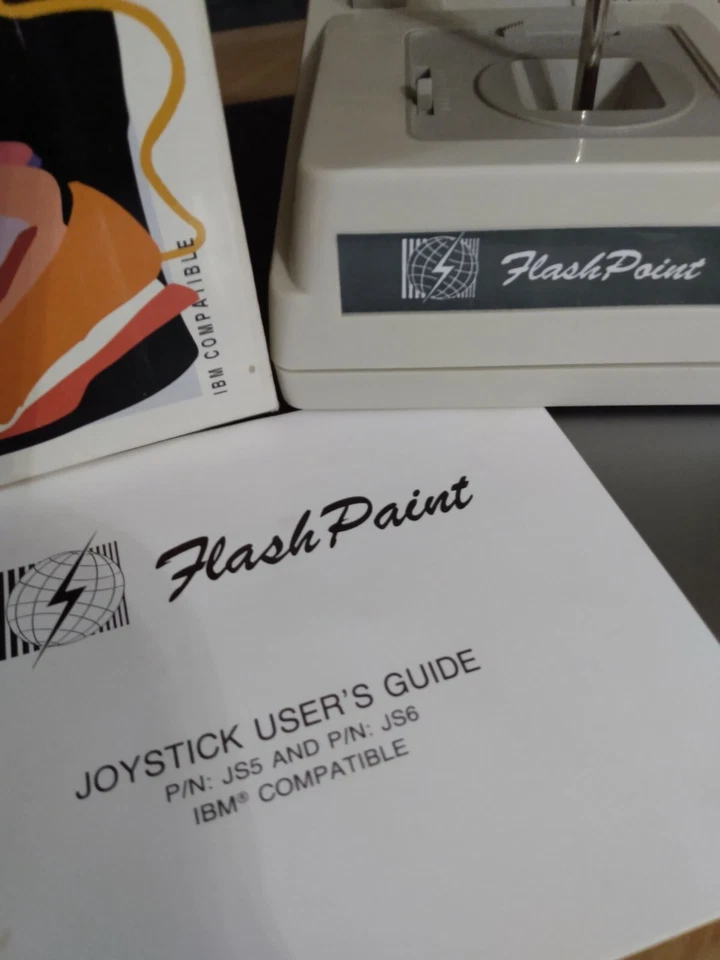 IBM COMPATIBLE
FlashPoint
FlashPaint
JOYSTICK USER'S GUIDE
P/N: JS5 AND P/N: JS6
IBM® COMPATIBLE